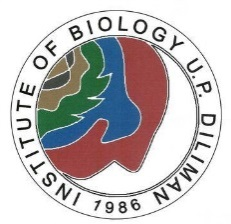 INSTITUTE OF BIOLOGY U.P. DILIMAN
1986